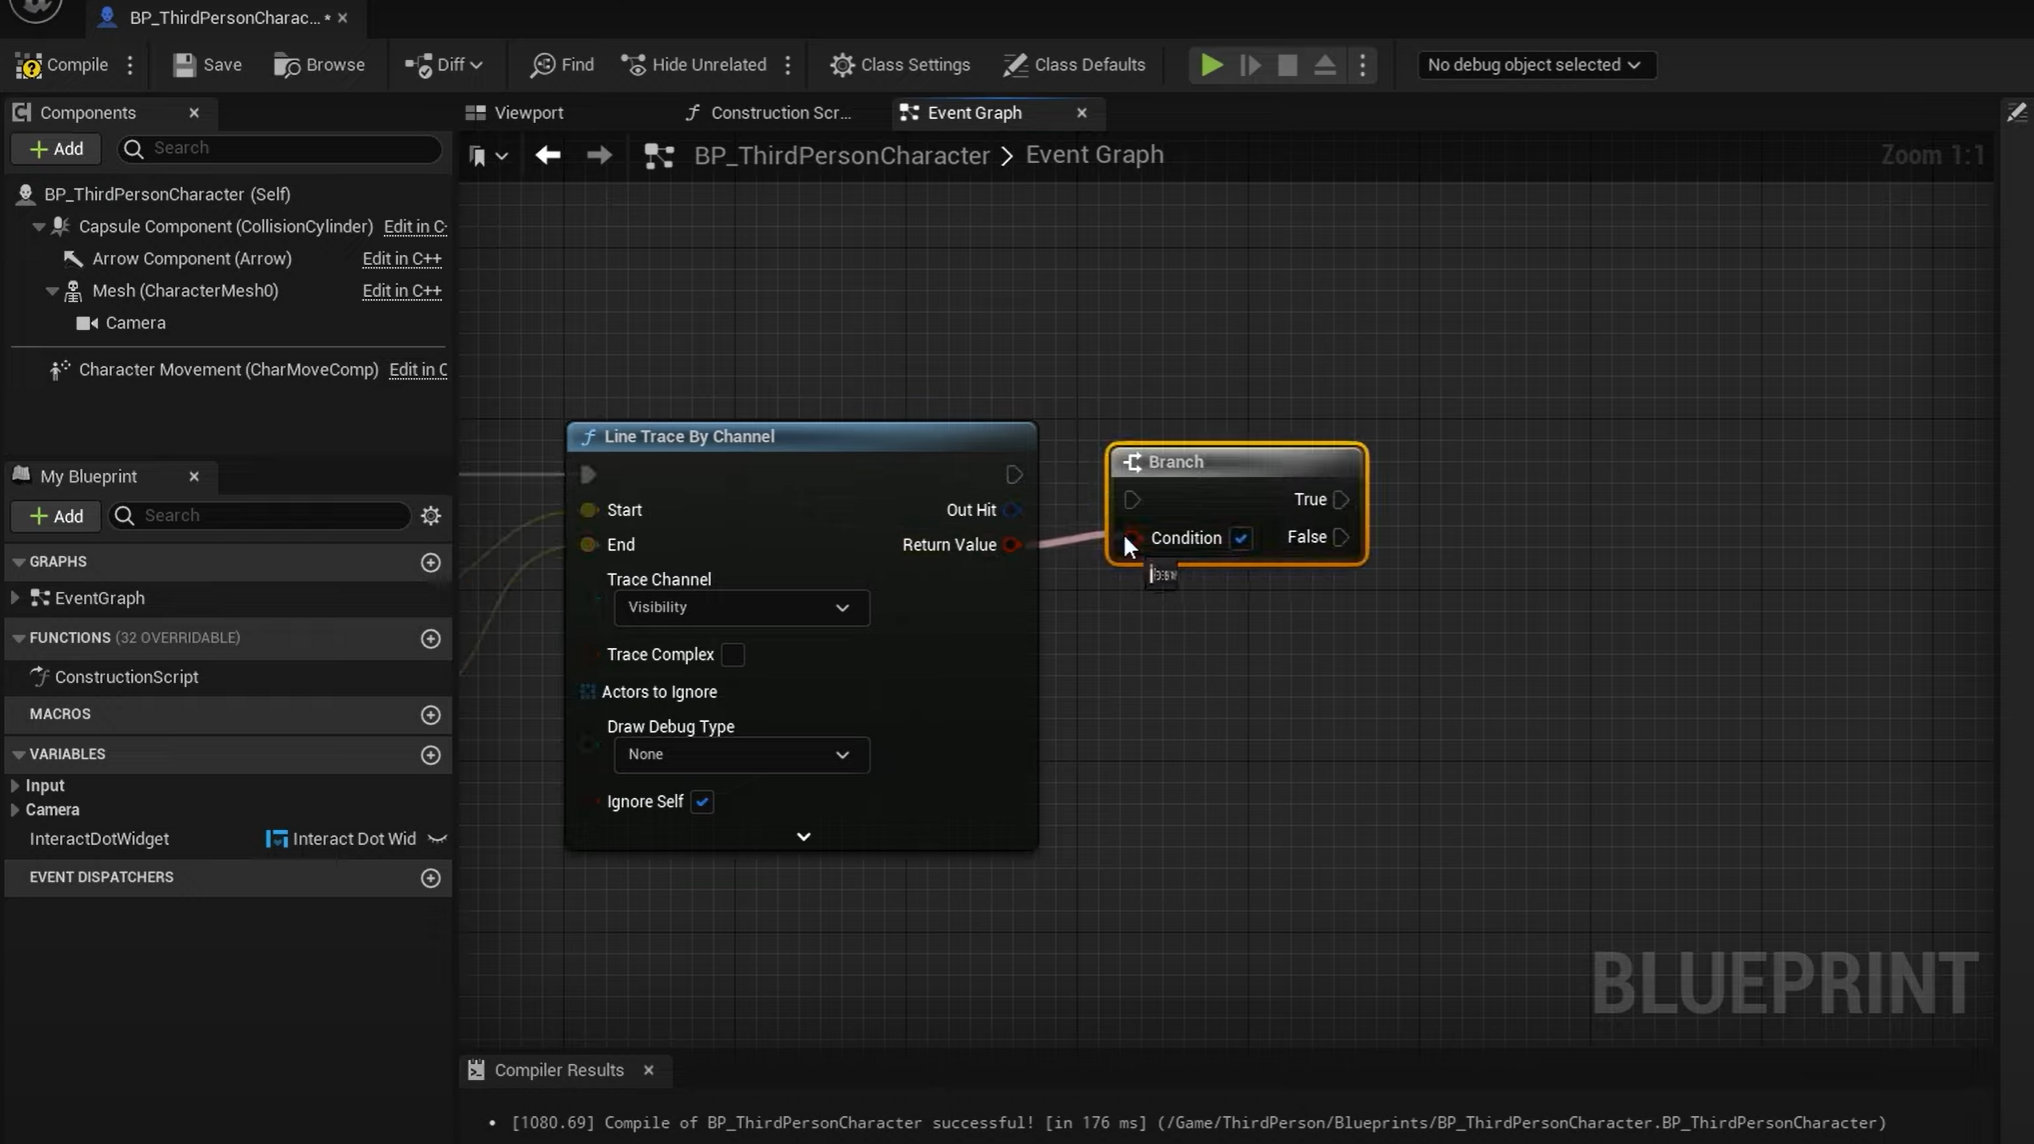 BP_ThirdPersonCharac... *
Compile
Save
Browse
Diff
Find
Hide Unrelated
Class Settings
Class Defaults
No debug object selected
Components
Viewport
Construction Scr...
Event Graph
Add
Search
BP_ThirdPersonCharacter > Event Graph
Zoom 1:1
BP_ThirdPersonCharacter (Self)
Capsule Component (CollisionCylinder) Edit in C
Arrow Component (Arrow) Edit in C++
Mesh (CharacterMesh0) Edit in C++
Camera
Character Movement (CharMoveComp) Edit in C
My Blueprint
Add
Search
GRAPHS
EventGraph
FUNCTIONS (32 OVERRIDABLE)
ConstructionScript
MACROS
VARIABLES
Input
Camera
InteractDotWidget Interact Dot Wid
EVENT DISPATCHERS
Line Trace By Channel
Start
Out Hit
End
Return Value
Trace Channel
Visibility
Trace Complex
Actors to Ignore
Draw Debug Type
None
Ignore Self
Branch
True
Condition
False
BLUEPRINT
Compiler Results
• [1080.69] Compile of BP_ThirdPersonCharacter successful! [in 176 ms] (/Game/ThirdPerson/Blueprints/BP_ThirdPersonCharacter.BP_ThirdPersonCharacter)